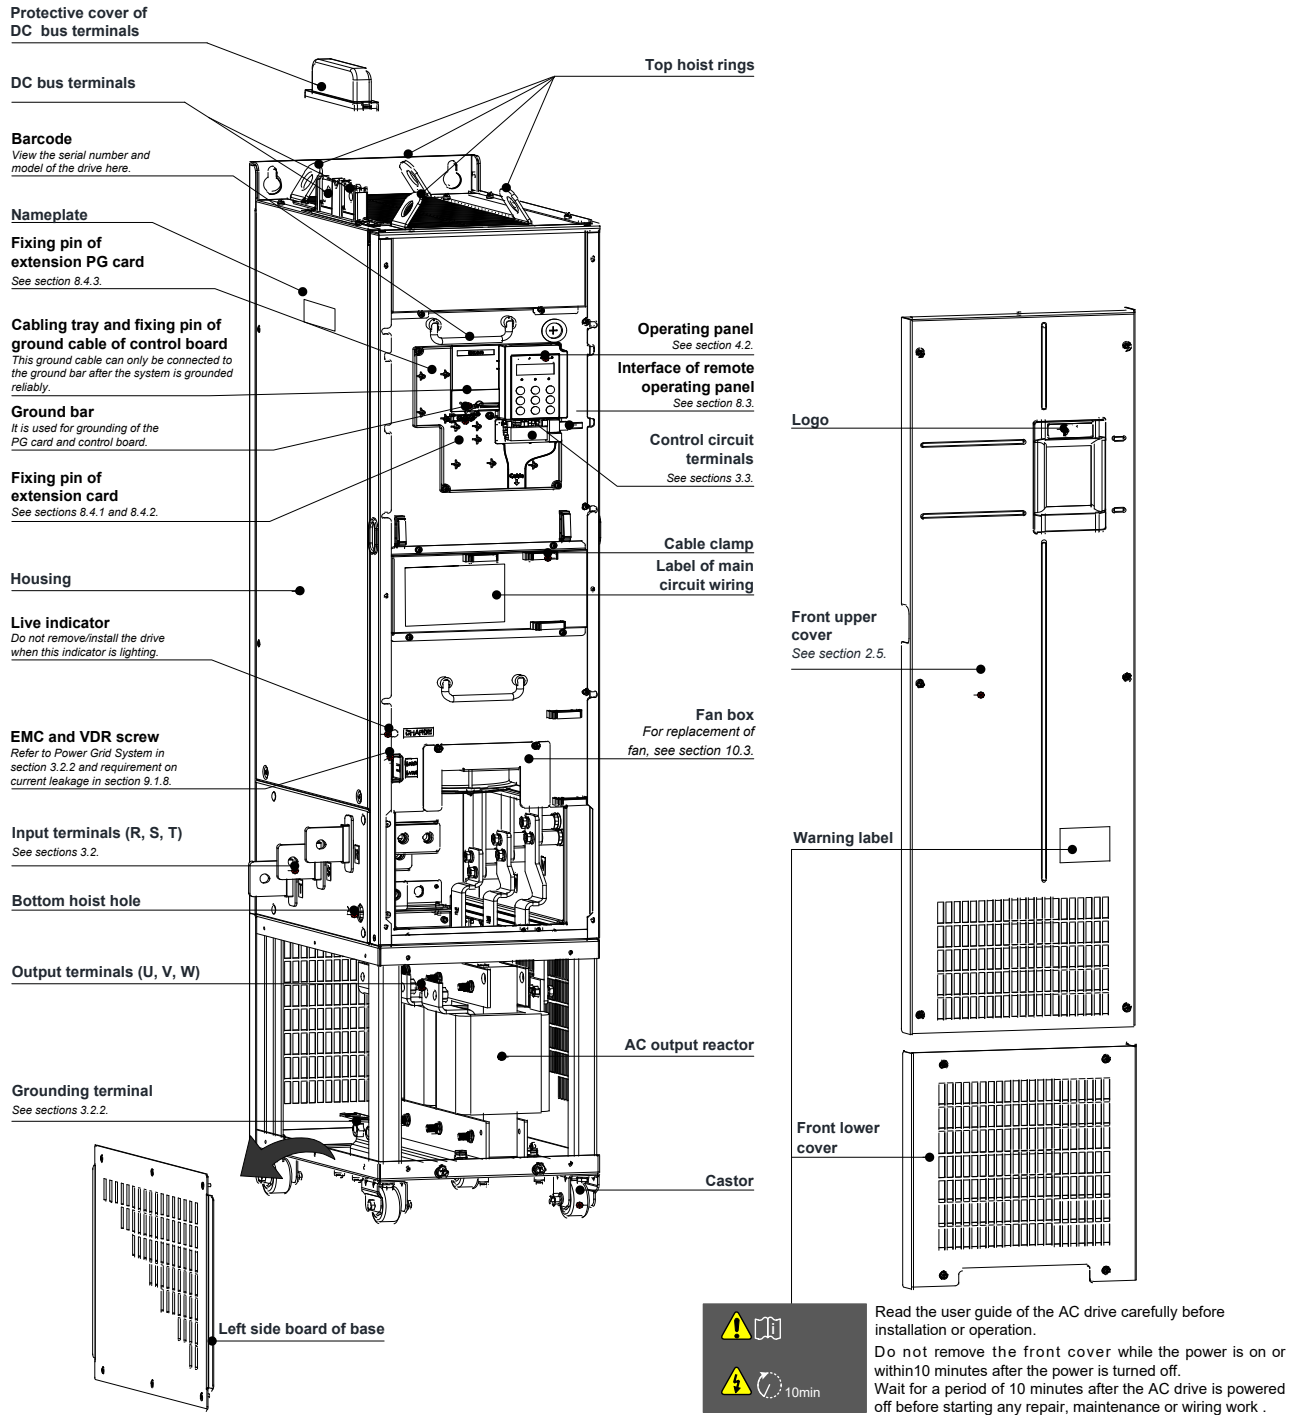 Protective cover of
DC bus terminals
DC bus terminals
Barcode
View the serial number and
model of the drive here.
Nameplate
Fixing pin of
extension PG card
See section 8.4.3.
Cabling tray and fixing pin of
ground cable of control board
This ground cable can only be connected to
the ground bar after the system is grounded
reliably.
Ground bar
It is used for grounding of the
PG card and control board.
Fixing pin of
extension card
See sections 8.4.1 and 8.4.2.
Housing
Live indicator
Do not remove/install the drive
when this indicator is lighting.
EMC and VDR screw
Refer to Power Grid System in
section 3.2.2 and requirement on
current leakage in section 9.1.8.
Input terminals (R, S, T)
See sections 3.2.
Bottom hoist hole
Output terminals (U, V, W)
Grounding terminal
See sections 3.2.2.
Left side board of base
CHARGE
Top hoist rings
Operating panel
See section 4.2.
Interface of remote
operating panel
See section 8.3.
Control circuit
terminals
See sections 3.3.
Cable clamp
Label of main
circuit wiring
Fan box
For replacement of
fan, see section 10.3.
AC output reactor
Castor
Logo
Front upper
cover
See section 2.5.
Warning label
Front lower
cover
10min
Read the user guide of the AC drive carefully before
installation or operation.
Do not remove the front cover while the power is on or
within10 minutes after the power is turned off.
Wait for a period of 10 minutes after the AC drive is powered
off before starting any repair, maintenance or wiring work .